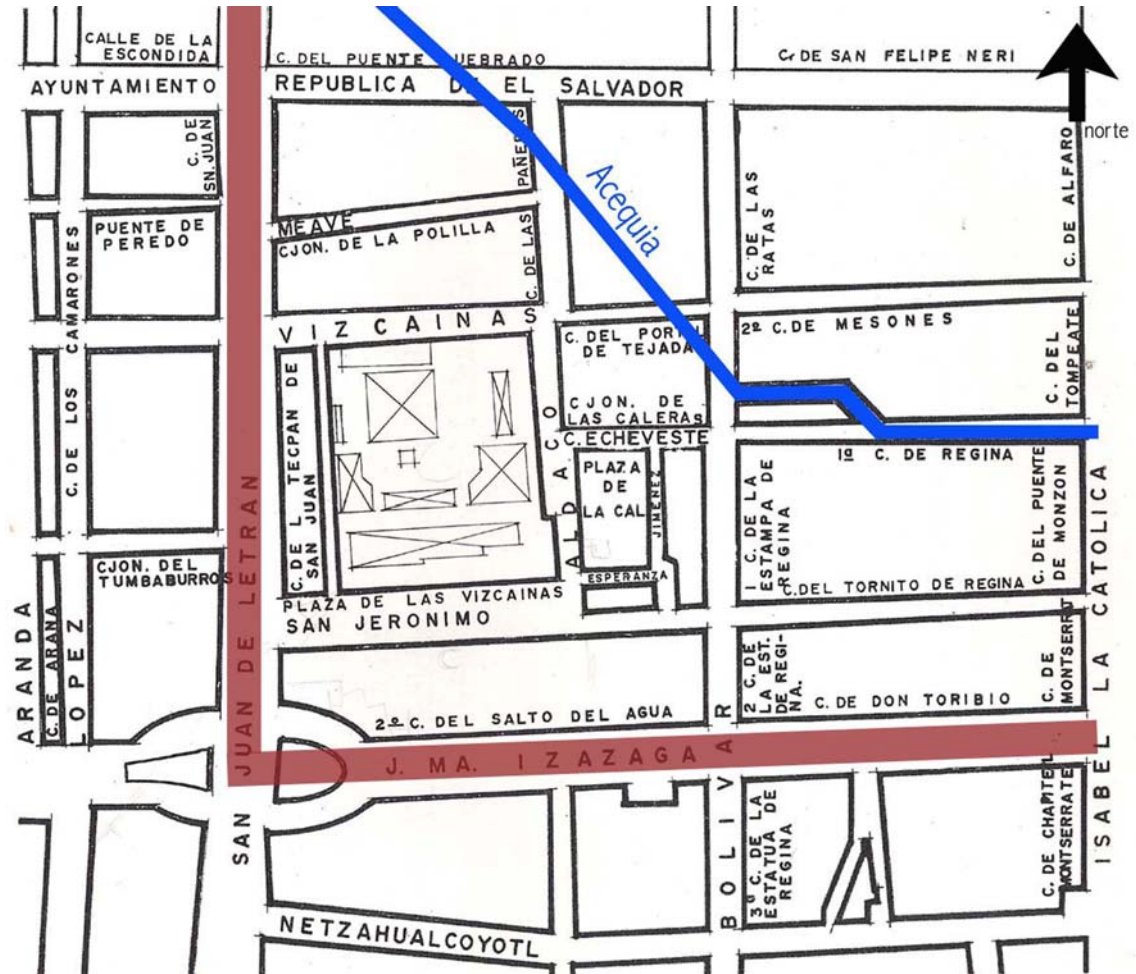 CALLE DE LA
ESCONDIDA
C. DEL PUENTE UEBRADO
C. DE SAN FELIPE NERI
AYUNTAMIENTO
REPUBLICA DE EL SALVADOR
norte
C. DE
SN. JUAN
PAÑERAS
Acequia
C. DE LAS
RATAS
C. DE ALFARO
PUENTE DE
PEREDO
MEAVE
CJON. DE LA POLILLA
C. DE LAS
C. DE LOS CAMARONES
VIZCAINAS
C. DEL PORTAL
DE TEJADA
2ª C. DE MESONES
C. DEL
TOMPEATE
CJON. DE
LAS CALERAS
C. ECHEVESTE
1ª C. DE REGINA
C. DEL TECPAN DE
SAN JUAN
ALDACO
PLAZA
DE
LA CAL
JIMENEZ
1 C. DE LA
ESTAMPA DE
REGINA
C. DEL PUENTE
DE MONZON
CJON. DEL
TUMBABURROS
ESPERANZA
C. DEL TORNITO DE REGINA
PLAZA DE LAS VIZCAINAS
SAN JERONIMO
ARANDA
C. DE ARANA
LOPEZ
SAN JUAN DE LETRAN
2º C. DEL SALTO DEL AGUA
2 C. DE
LA EST.
DE REGI-
NA.
C. DE DON TORIBIO
C. DE
MONTSERRAT
J. MA. IZAZAGA
BOLIVAR
3ª C. DE LA
ESTATUA DE
REGINA
C. DE CHAPITEL
MONTSERRATE
ISABEL LA CATOLICA
NETZAHUALCOYOTL